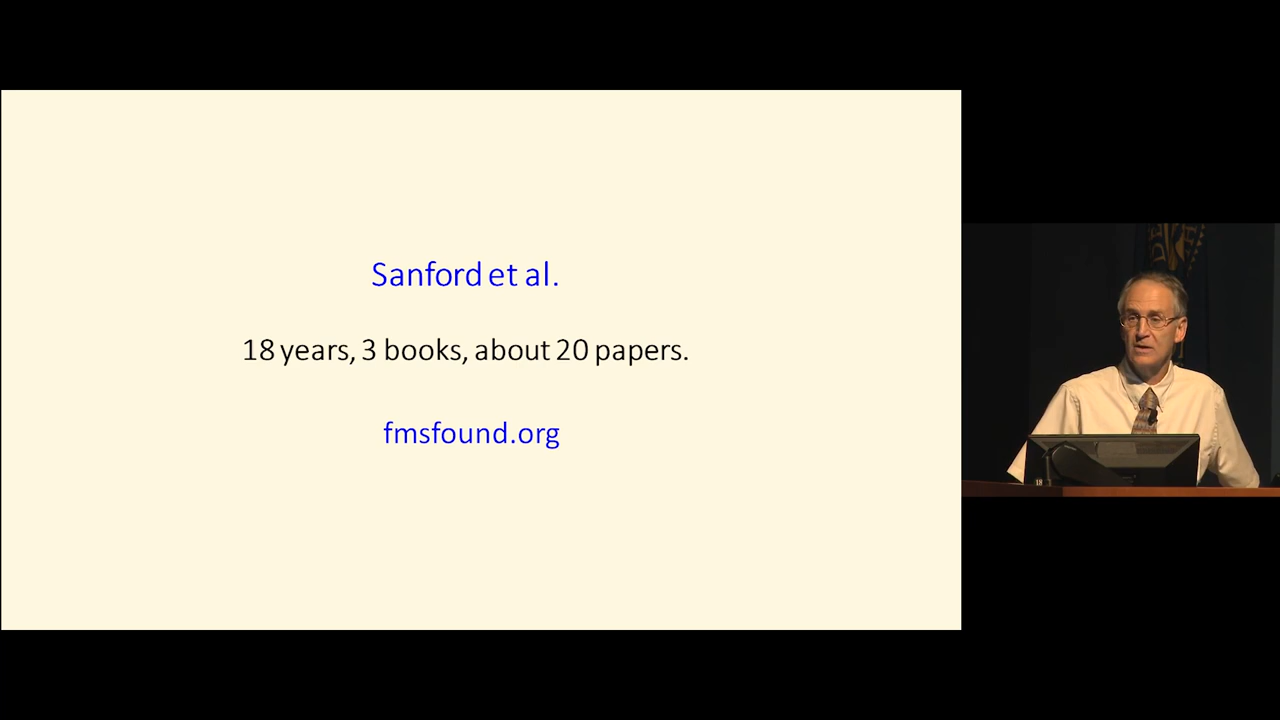 Sanford et al.
18 years, 3 books, about 20 papers.
fmsfound.org